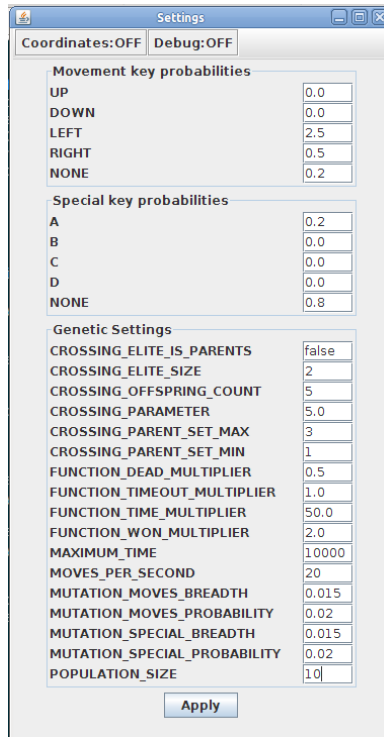 Settings
Coordinates:OFF Debug:OFF
Movement key probabilities
UP 0.0
DOWN 0.0
LEFT 2.5
RIGHT 0.5
NONE 0.2
Special key probabilities
A 0.2
B 0.0
C 0.0
D 0.0
NONE 0.8
Genetic Settings
CROSSING_ELITE_IS_PARENTS false
CROSSING_ELITE_SIZE 2
CROSSING_OFFSPRING_COUNT 5
CROSSING_PARAMETER 5.0
CROSSING_PARENT_SET_MAX 3
CROSSING_PARENT_SET_MIN 1
FUNCTION_DEAD_MULTIPLIER 0.5
FUNCTION_TIMEOUT_MULTIPLIER 1.0
FUNCTION_TIME_MULTIPLIER 50.0
FUNCTION_WON_MULTIPLIER 2.0
MAXIMUM_TIME 10000
MOVES_PER_SECOND 20
MUTATION_MOVES_BREADTH 0.015
MUTATION_MOVES_PROBABILITY 0.02
MUTATION_SPECIAL_BREADTH 0.015
MUTATION_SPECIAL_PROBABILITY 0.02
POPULATION_SIZE 10
Apply